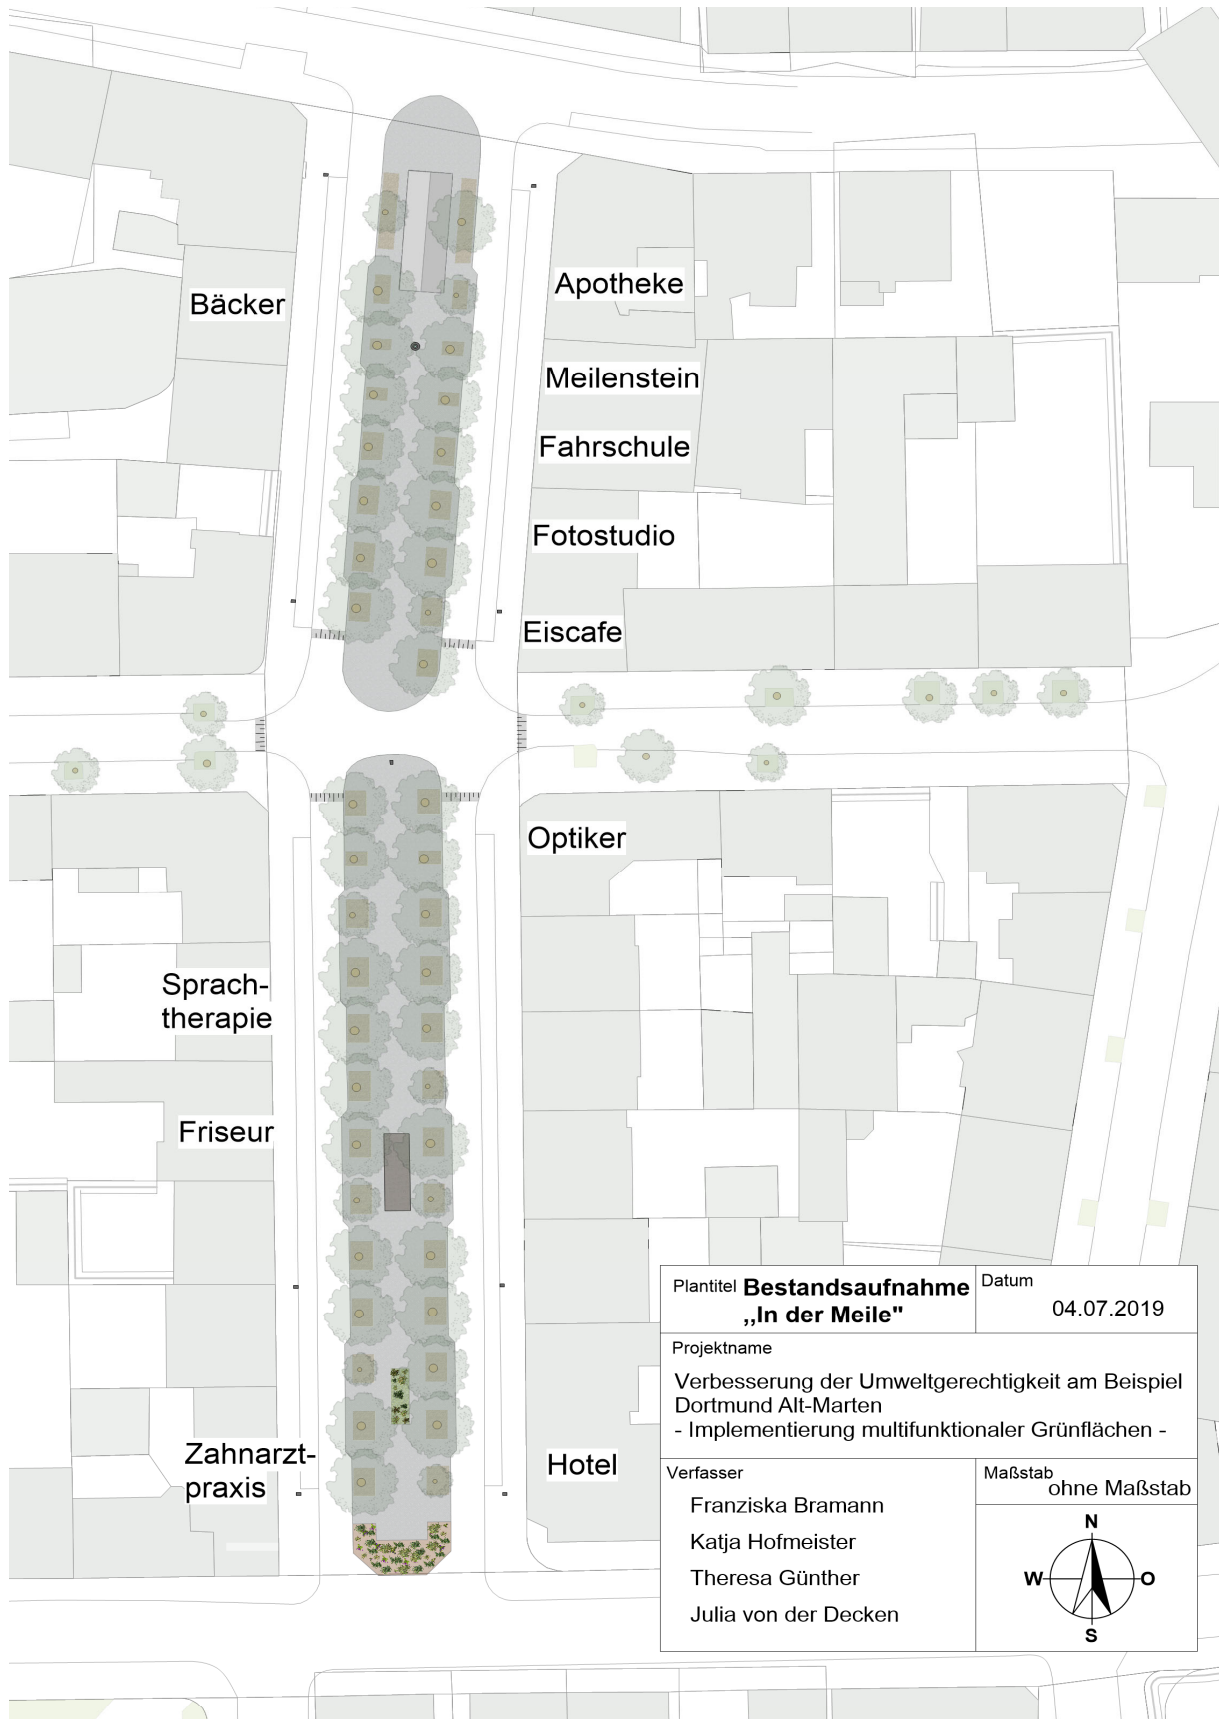 Bäcker
Apotheke
Meilenstein
Fahrschule
Fotostudio
Eiscafe
Optiker
Sprach-
therapie
Friseur
Zahnarzt-
praxis
Hotel
Plantitel Bestandsaufnahme
,,In der Meile"
Datum
04.07.2019
Projektname
Verbesserung der Umweltgerechtigkeit am Beispiel
Dortmund Alt-Marten
- Implementierung multifunktionaler Grünflächen -
Verfasser
Franziska Bramann
Katja Hofmeister
Theresa Günther
Julia von der Decken
Maßstab
ohne Maßstab
N
W O
S